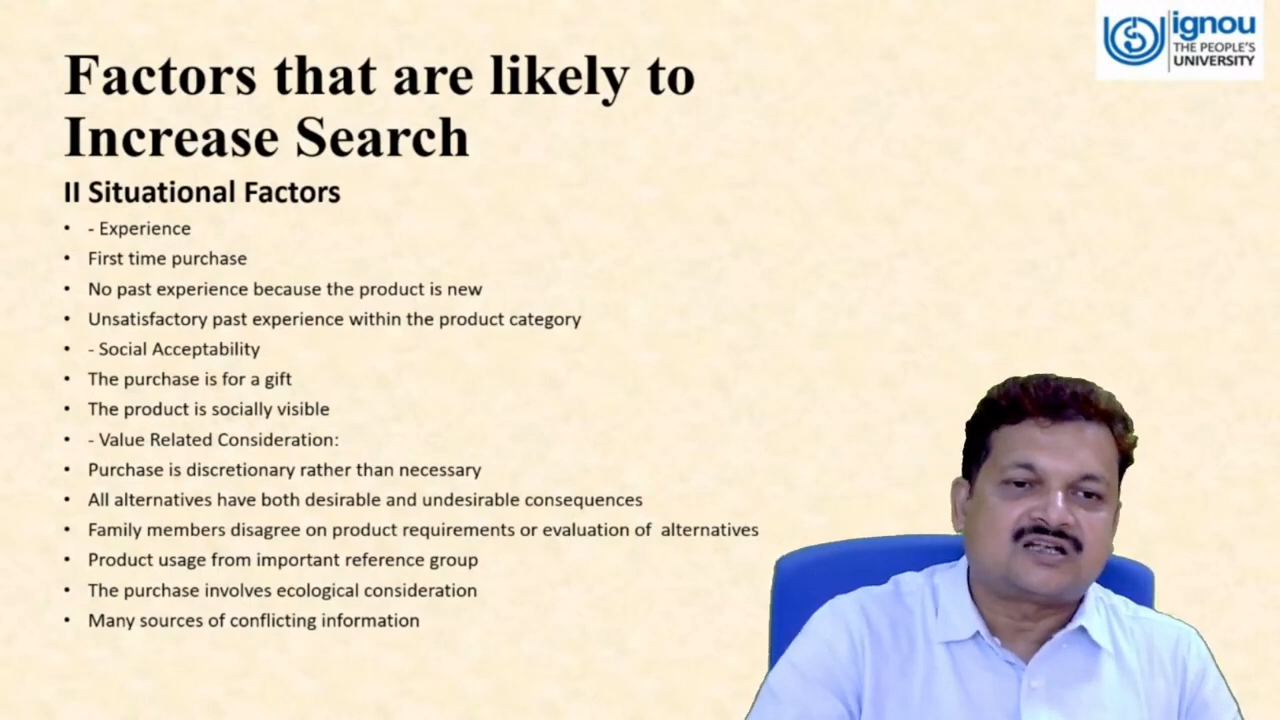 ignou
THE PEOPLE'S
UNIVERSITY
Factors that are likely to
Increase Search
II Situational Factors
• - Experience
• First time purchase
• No past experience because the product is new
• Unsatisfactory past experience within the product category
• - Social Acceptability
• The purchase is for a gift
• The product is socially visible
• - Value Related Consideration:
• Purchase is discretionary rather than necessary
• All alternatives have both desirable and undesirable consequences
• Family members disagree on product requirements or evaluation of alternatives
• Product usage from important reference group
• The purchase involves ecological consideration
• Many sources of conflicting information